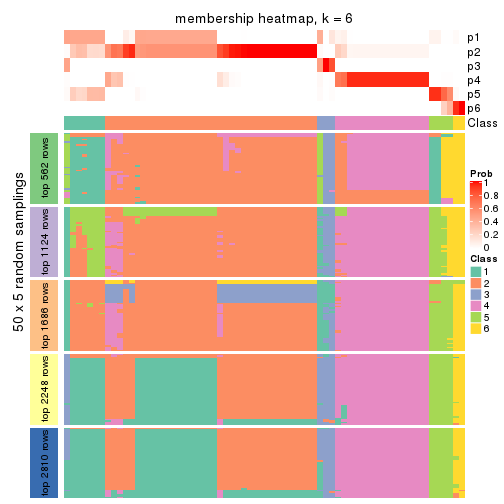 membership heatmap, k = 6
p1
p2
p3
p4
p5
p6
Class
50 x 5 random samplings
top 562 rows
top 1124 rows
top 1686 rows
top 2248 rows
top 2810 rows
Prob
1
0.8
0.6
0.4
0.2
0
Class
1
2
3
4
5
6